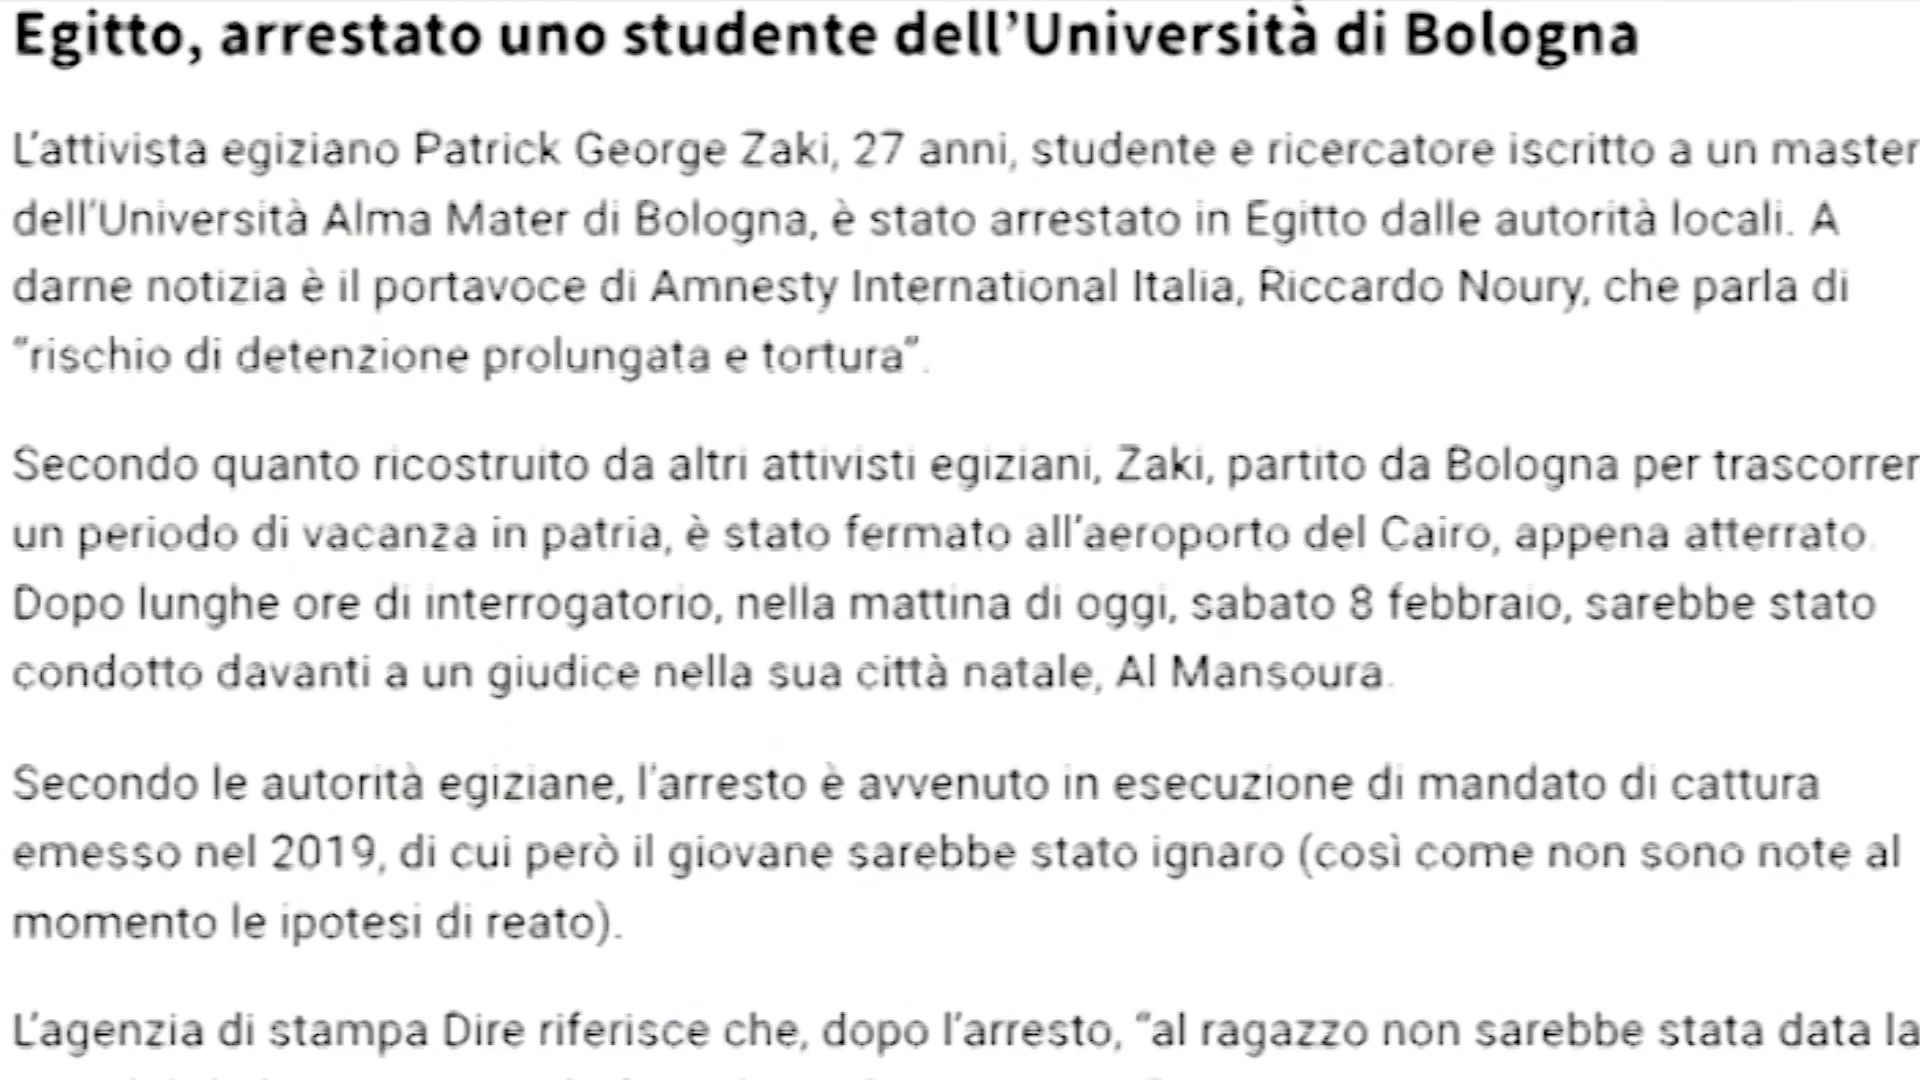 Egitto, arrestato uno studente dell’Università di Bologna
L’attivista egiziano Patrick George Zaki, 27 anni, studente e ricercatore iscritto a un master
dell’Università Alma Mater di Bologna, è stato arrestato in Egitto dalle autorità locali. A
darne notizia è il portavoce di Amnesty International Italia, Riccardo Noury, che parla di
“rischio di detenzione prolungata e tortura”.
Secondo quanto ricostruito da altri attivisti egiziani, Zaki, partito da Bologna per trascorrer
un periodo di vacanza in patria, è stato fermato all’aeroporto del Cairo, appena atterrato.
Dopo lunghe ore di interrogatorio, nella mattina di oggi, sabato 8 febbraio, sarebbe stato
condotto davanti a un giudice nella sua città natale, Al Mansoura.
Secondo le autorità egiziane, l’arresto è avvenuto in esecuzione di mandato di cattura
emesso nel 2019, di cui però il giovane sarebbe stato ignaro (così come non sono note al
momento le ipotesi di reato).
L’agenzia di stampa Dire riferisce che, dopo l’arresto, “al ragazzo non sarebbe stata data la